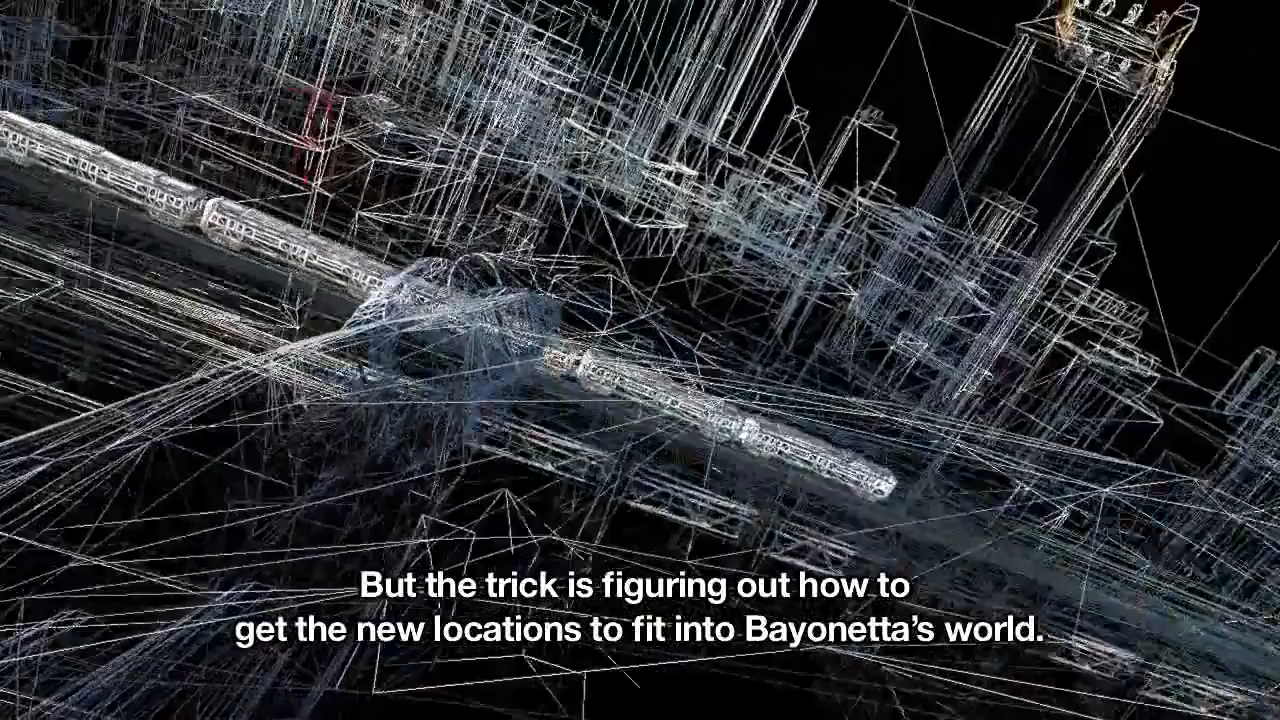 But the trick is figuring out how to
get the new locations to fit into Bayonetta’s world.